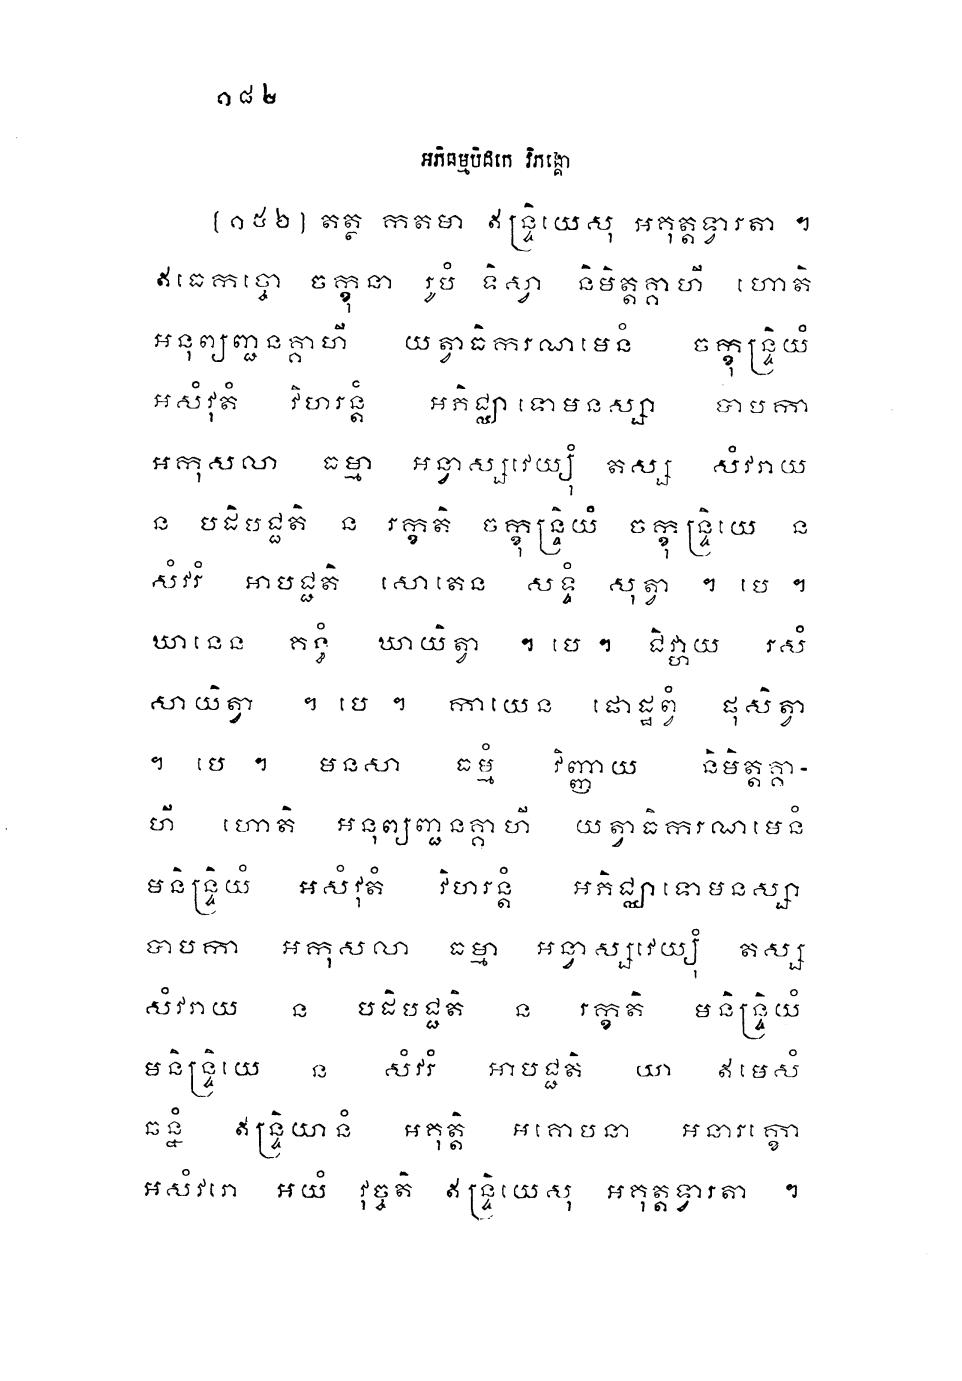 ១៨២
អភិធម្មបិដកេ វិភង្គោ
(១៥២) តត្ថ កតមា ឥន្ទ្រិយេសុ អគុត្តទ្វារតា ។
ឥធេកច្ចោ ចក្ខុនា រូបំ ទិស្វា និមិត្តគ្គាហី ហោតិ
អនុព្យញ្ជនគ្គាហី យត្វាធិករណមេនំ ចក្ខុន្ទ្រិយំ
អសំវុតំ វិហរន្តំ អភិជ្ឈាទោមនស្សា បាបកា
អកុសលា ធម្មា អន្វាស្សវេយ្យុំ តស្ស សំវរាយ
ន បដិបជ្ជតិ ន រក្ខតិ ចក្ខុន្ទ្រិយំ ចក្ខុន្ទ្រិយេ ន
សំវរំ អាបជ្ជតិ សោតេន សទ្ទំ សុត្វា ។ បេ ។
ឃានេន គន្ធំ ឃាយិត្វា ។ បេ ។ ជិវ្ហាយ រសំ
សាយិត្វា ។ បេ ។ កាយេន ផោដ្ឋព្វំ ផុសិត្វា
។ បេ ។ មនសា ធម្មំ វិញ្ញាយ និមិត្តគ្គា-
ហី ហោតិ អនុព្យញ្ជនគ្គាហី យត្វាធិករណមេនំ
មនិន្ទ្រិយំ អសំវុតំ វិហរន្តំ អភិជ្ឈាទោមនស្សា
បាបកា អកុសលា ធម្មា អន្វាស្សវេយ្យុំ តស្ស
សំវរាយ ន បដិបជ្ជតិ ន រក្ខតិ មនិន្ទ្រិយំ
មនិន្ទ្រិយេ ន សំវរំ អាបជ្ជតិ យា ឥមេសំ
ឆន្នំ ឥន្ទ្រិយានំ អគុត្តិ អគោបនា អនារក្ខោ
អសំវរោ អយំ វុច្ចតិ ឥន្ទ្រិយេសុ អគុត្តទ្វារតា ។